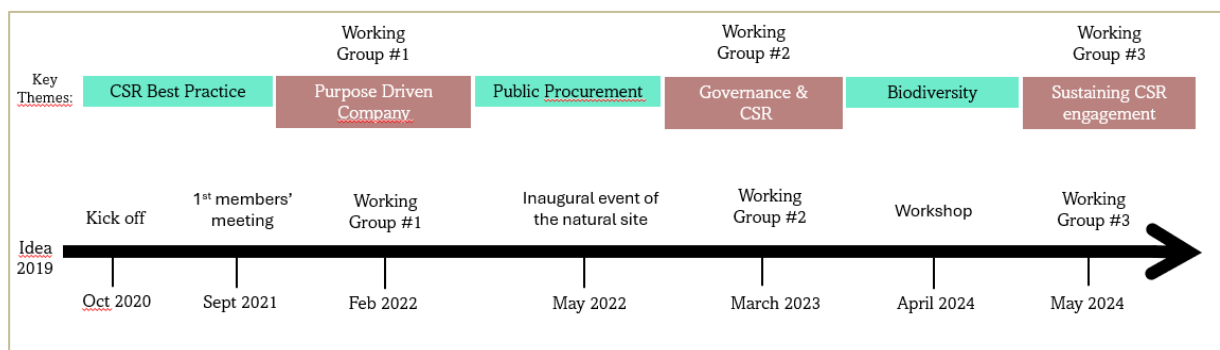 Working
Group #1
Working
Group #2
Working
Group #3
Key
Themes:
CSR Best Practice
Purpose Driven
Company
Public Procurement
Governance &
CSR
Biodiversity
Sustaining CSR
engagement
Kick off
1st members’
meeting
Working
Group #1
Inaugural event of
the natural site
Working
Group #2
Workshop
Working
Group #3
Idea
2019
Oct 2020
Sept 2021
Feb 2022
May 2022
March 2023
April 2024
May 2024